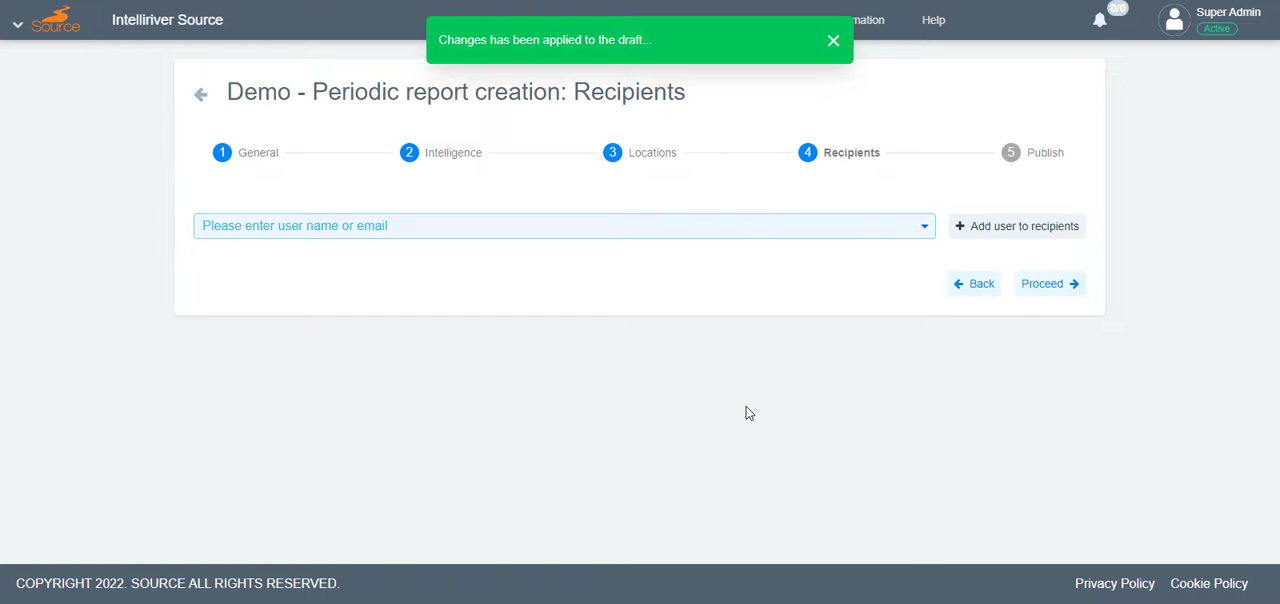 Source
Intelliriver Source
mation
Help
0/0
Super Admin
Active
Changes has been applied to the draft...
Demo - Periodic report creation: Recipients
1 General
2 Intelligence
3 Locations
4 Recipients
5 Publish
Please enter user name or email
+ Add user to recipients
Back
Proceed
COPYRIGHT 2022. SOURCE ALL RIGHTS RESERVED.
Privacy Policy
Cookie Policy